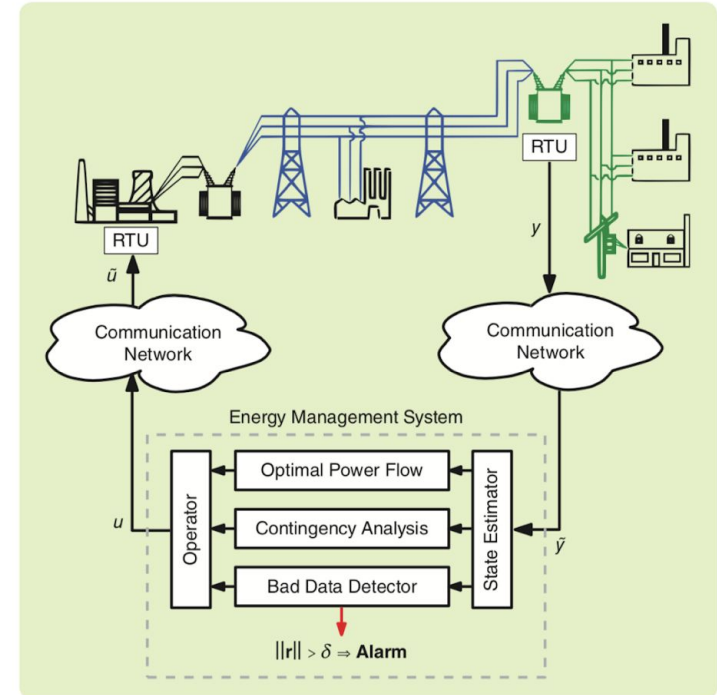 RTU
y
RTU
ũ
Communication
Network
Communication
Network
Energy Management System
Optimal Power Flow
Operator
Contingency Analysis
State Estimator
u
ỹ
Bad Data Detector
||r|| > δ ⇒ Alarm